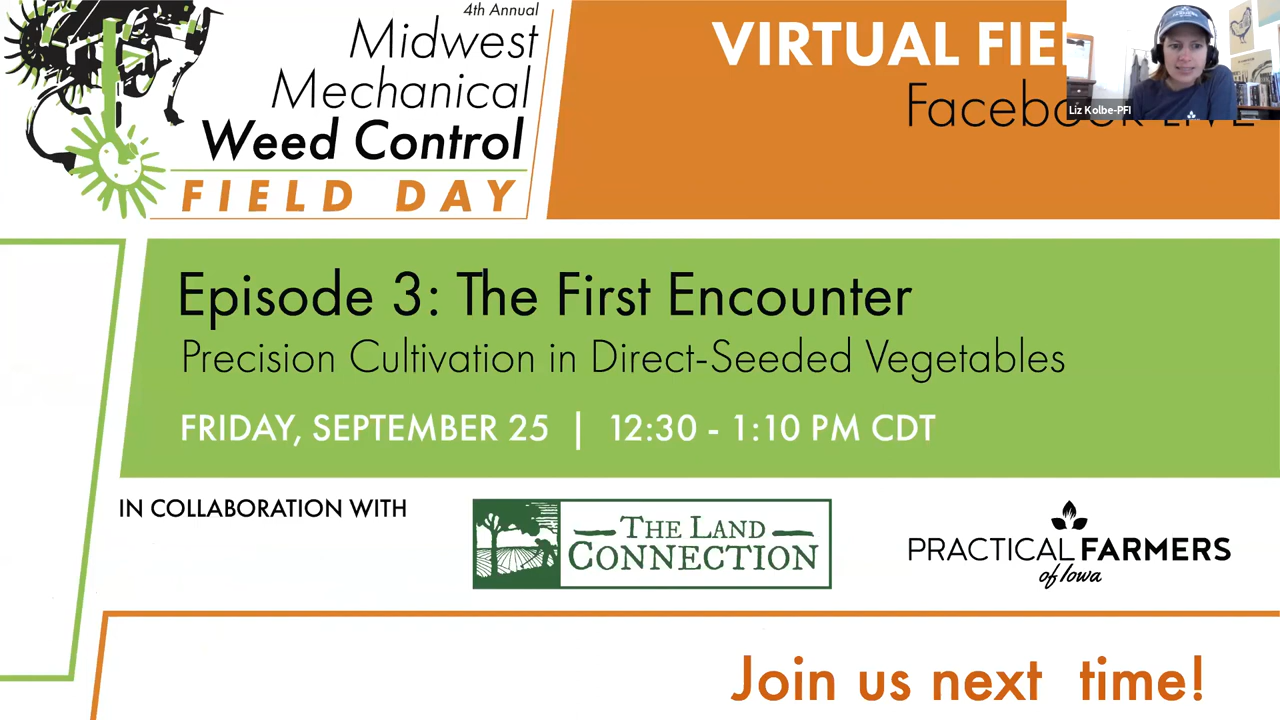 4th Annual
Midwest
Mechanical
Weed Control
FIELD DAY
VIRTUAL FIE
Facebook LIVE
Liz Kolbe-PFI
Episode 3: The First Encounter
Precision Cultivation in Direct-Seeded Vegetables
FRIDAY, SEPTEMBER 25 | 12:30 - 1:10 PM CDT
IN COLLABORATION WITH
THE LAND
CONNECTION
PRACTICAL FARMERS
of Iowa
Join us next time!